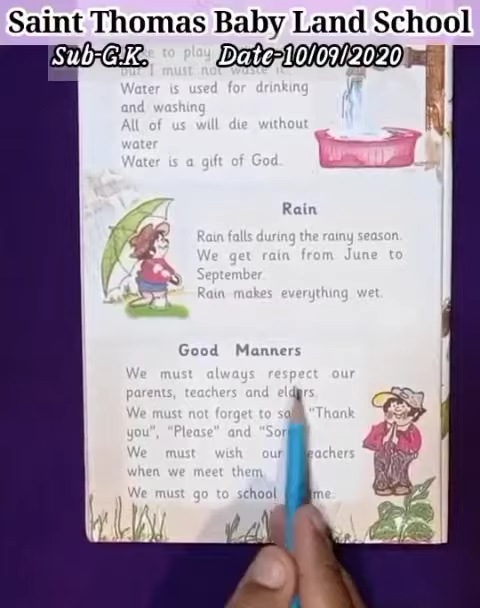 Saint Thomas Baby Land School
Sub-G.K. Date-10/09/2020
to play
but I must not waste it.
Water is used for drinking
and washing
All of us will die without
water
Water is a gift of God.
Rain
Rain falls during the rainy season.
We get rain from June to
September.
Rain makes everything wet.
Good Manners
We must always respect our
parents, teachers and elders.
We must not forget to say "Thank
you", "Please" and
We must wish our teachers
when we meet them
We must go to school